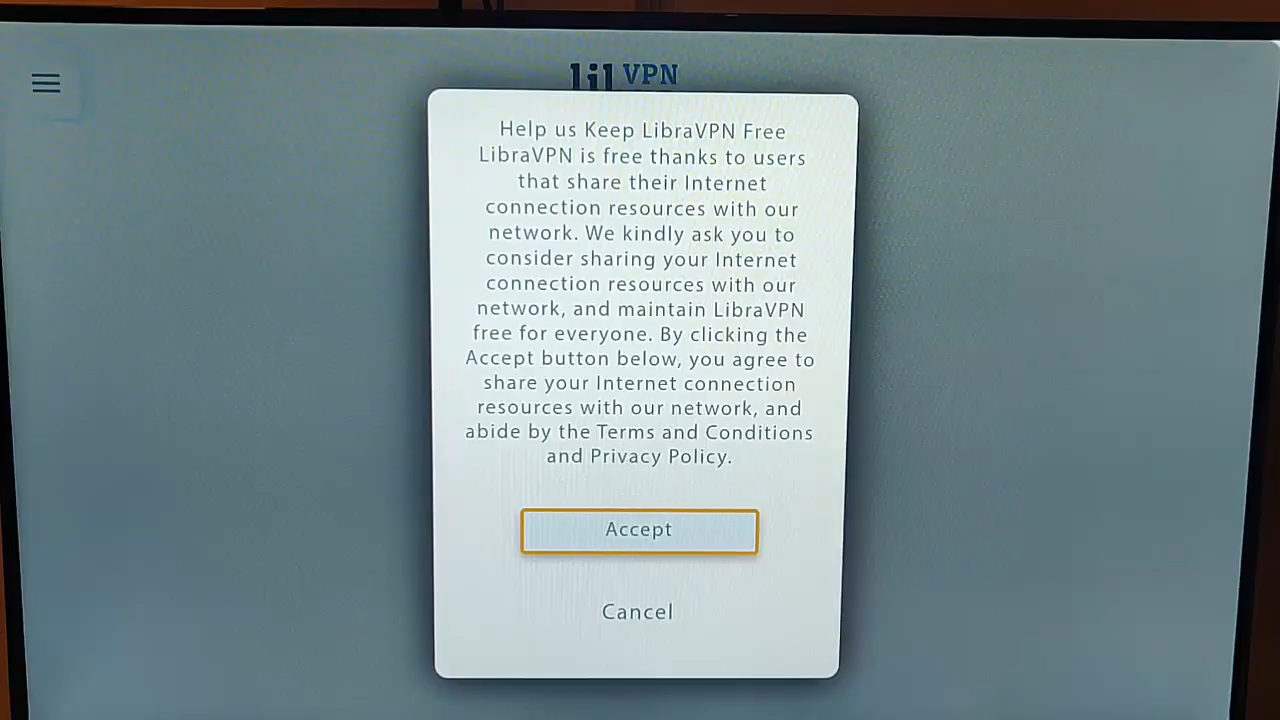 lil VPN
Help us Keep LibraVPN Free
LibraVPN is free thanks to users
that share their Internet
connection resources with our
network. We kindly ask you to
consider sharing your Internet
connection resources with our
network, and maintain LibraVPN
free for everyone. By clicking the
Accept button below, you agree to
share your Internet connection
resources with our network, and
abide by the Terms and Conditions
and Privacy Policy.
Accept
Cancel